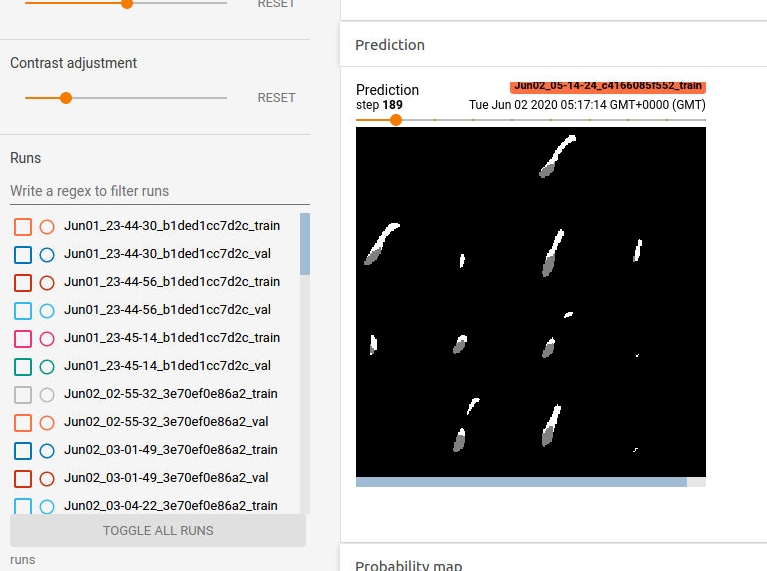 RESET
Contrast adjustment
RESET
Runs
Write a regex to filter runs
Jun01_23-44-30_b1ded1cc7d2c_train
Jun01_23-44-30_b1ded1cc7d2c_val
Jun01_23-44-56_b1ded1cc7d2c_train
Jun01_23-44-56_b1ded1cc7d2c_val
Jun01_23-45-14_b1ded1cc7d2c_train
Jun01_23-45-14_b1ded1cc7d2c_val
Jun02_02-55-32_3e70ef0e86a2_train
Jun02_02-55-32_3e70ef0e86a2_val
Jun02_03-01-49_3e70ef0e86a2_train
Jun02_03-01-49_3e70ef0e86a2_val
Jun02_03-04-22_3e70ef0e86a2_train
TOGGLE ALL RUNS
runs
Prediction
Jun02_05-14-24_c4166085f552_train
Prediction
step 189 Tue Jun 02 2020 05:17:14 GMT+0000 (GMT)
Probability map